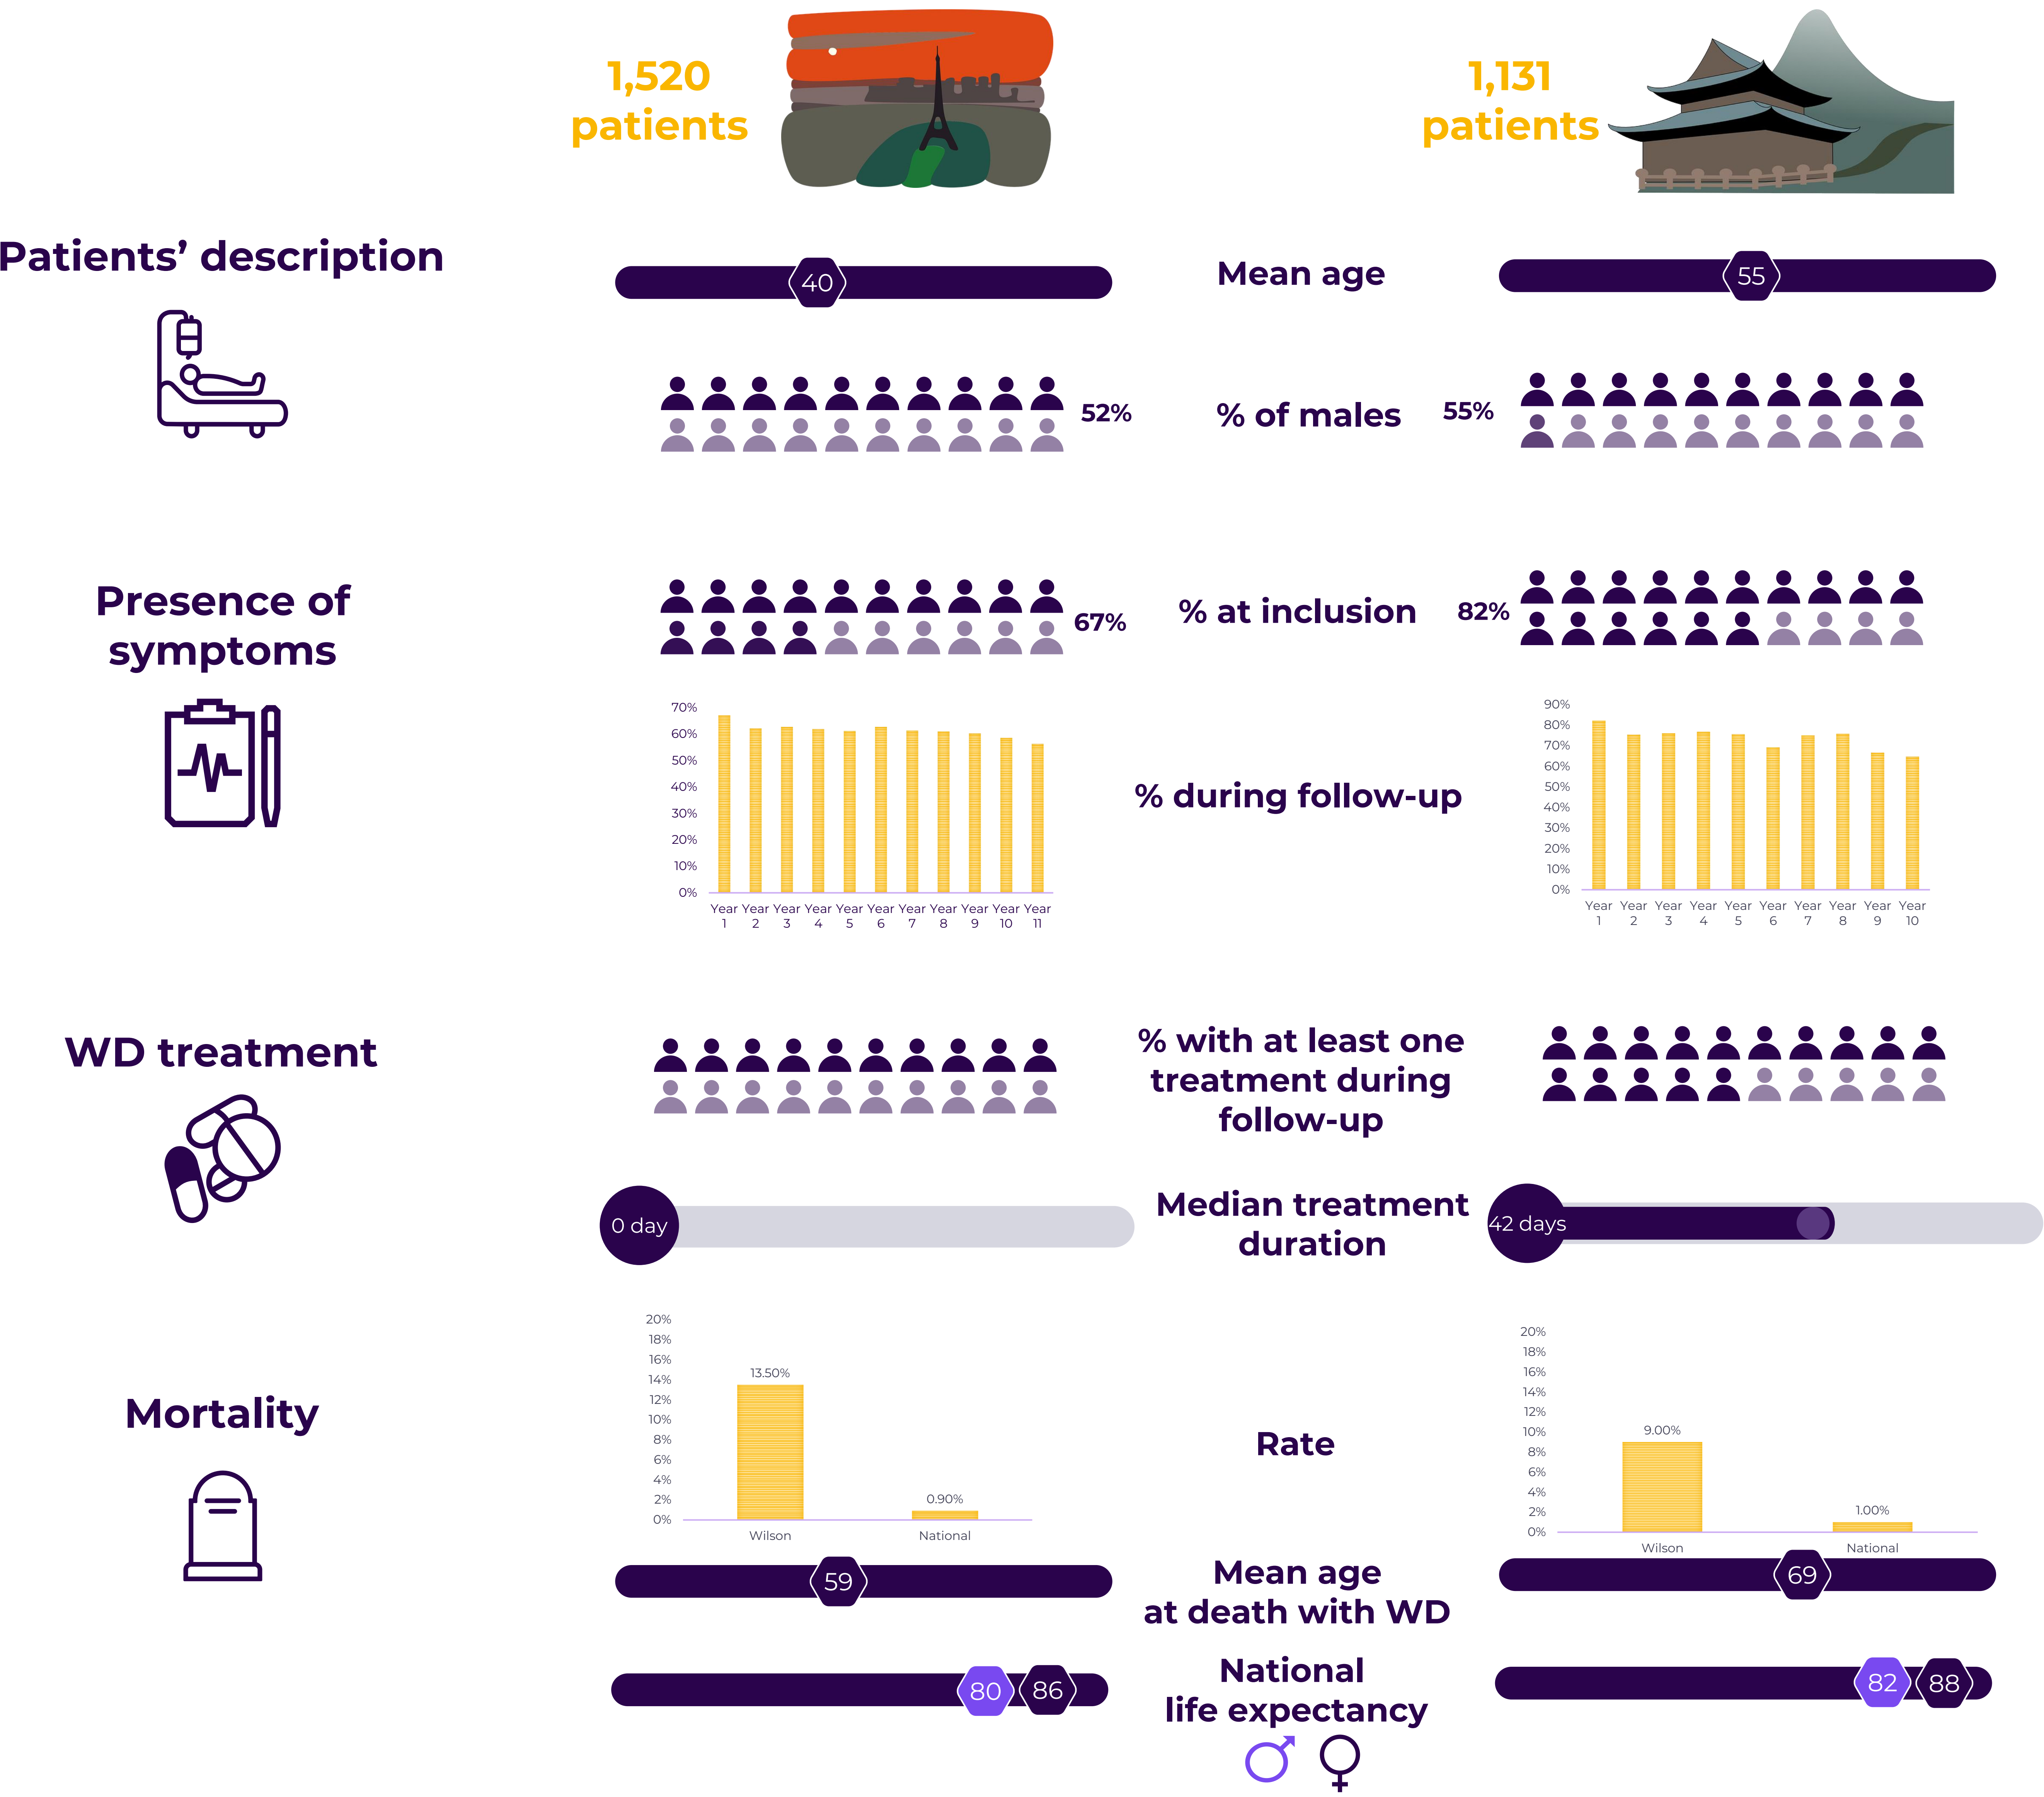 1,520
patients
1,131
patients
Patients’ description
40
Mean age
55
52%
% of males
55%
Presence of
symptoms
67%
% at inclusion
82%
70%
60%
50%
40%
30%
20%
10%
0%
Year Year Year Year Year Year Year Year Year Year Year
1 2 3 4 5 6 7 8 9 10 11
% during follow-up
90%
80%
70%
60%
50%
40%
30%
20%
10%
0%
Year Year Year Year Year Year Year Year Year Year
1 2 3 4 5 6 7 8 9 10
WD treatment
% with at least one
treatment during
follow-up
0 day
Median treatment
duration
42 days
Mortality
20%
18%
16%
14%
12%
10%
8%
6%
4%
2%
0%
13.50%
0.90%
Wilson National
Rate
20%
18%
16%
14%
12%
10%
8%
6%
4%
2%
0%
9.00%
1.00%
Wilson National
59
Mean age
at death with WD
69
80 86
National
life expectancy
82 88